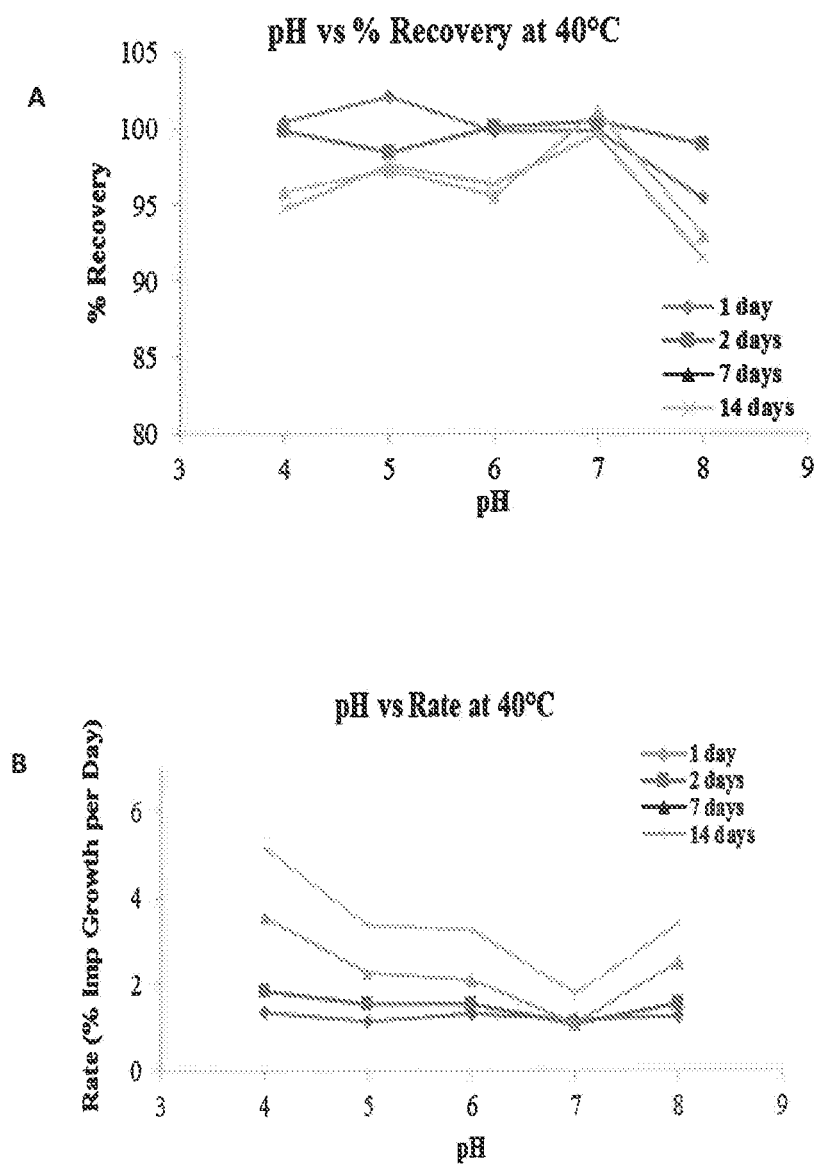 pH vs % Recovery at 40°C
A
% Recovery
105
100
95
90
85
80
1 day
2 days
7 days
14 days
3 4 5 6 7 8 9
pH
pH vs Rate at 40°C
B
Rate (% Imp Growth per Day)
6
4
2
0
1 day
2 days
7 days
14 days
3 4 5 6 7 8 9
pH